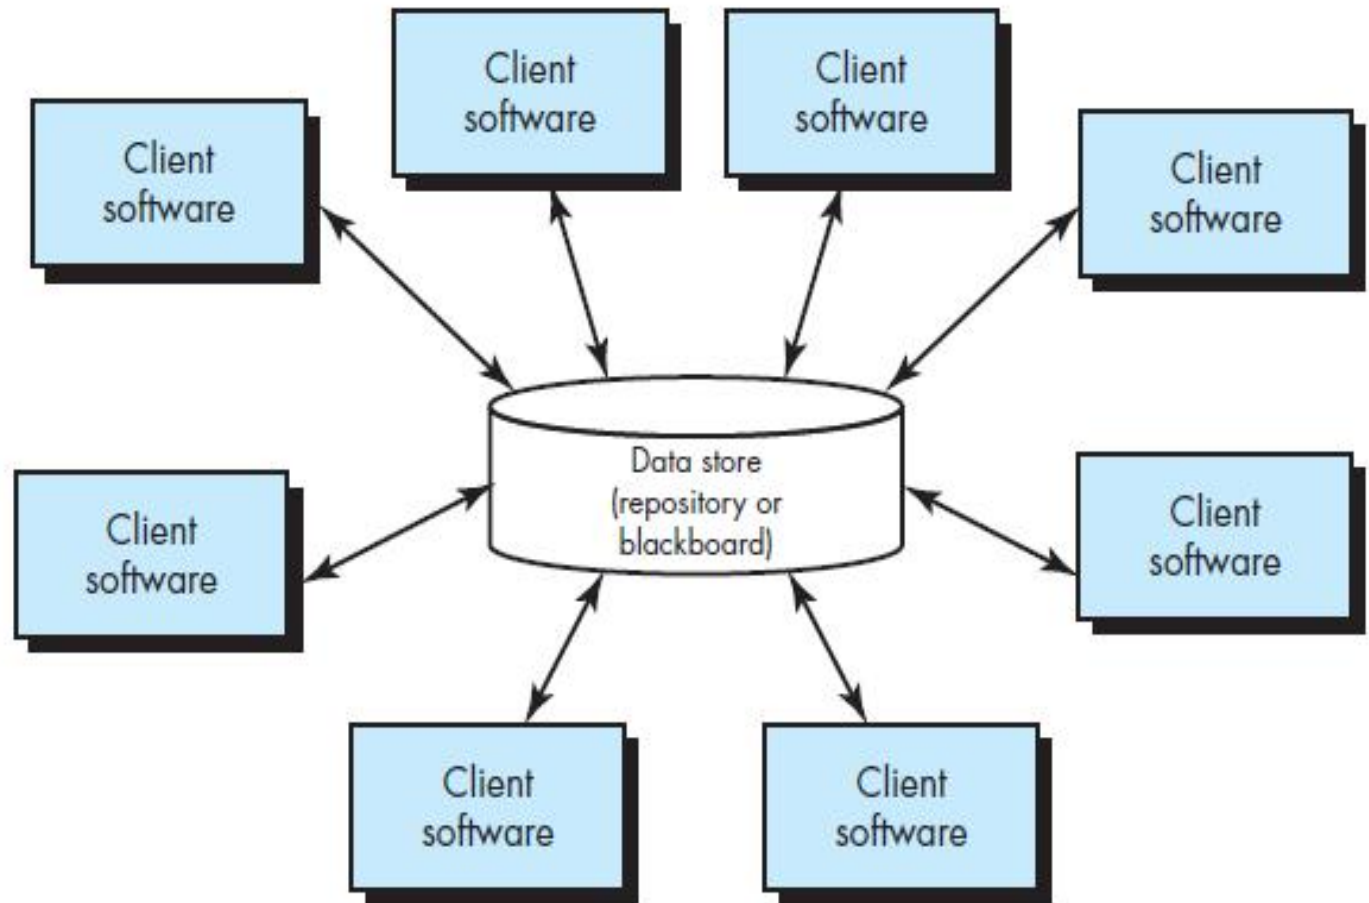 Client
software
Client
software
Client
software
Client
software
Data store
(repository or
blackboard)
Client
software
Client
software
Client
software
Client
software